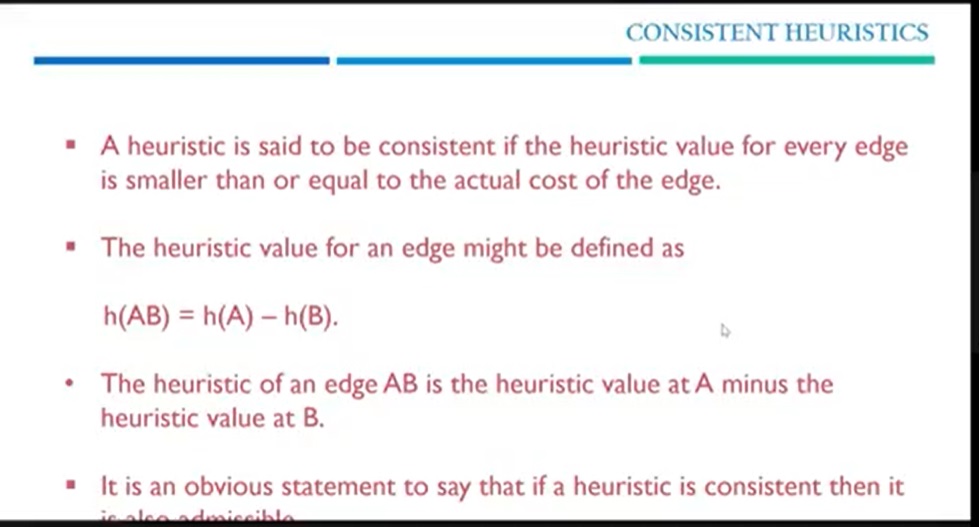 CONSISTENT HEURISTICS
▪ A heuristic is said to be consistent if the heuristic value for every edge
is smaller than or equal to the actual cost of the edge.
▪ The heuristic value for an edge might be defined as
h(AB) = h(A) – h(B).
• The heuristic of an edge AB is the heuristic value at A minus the
heuristic value at B.
▪ It is an obvious statement to say that if a heuristic is consistent then it
is also admissible